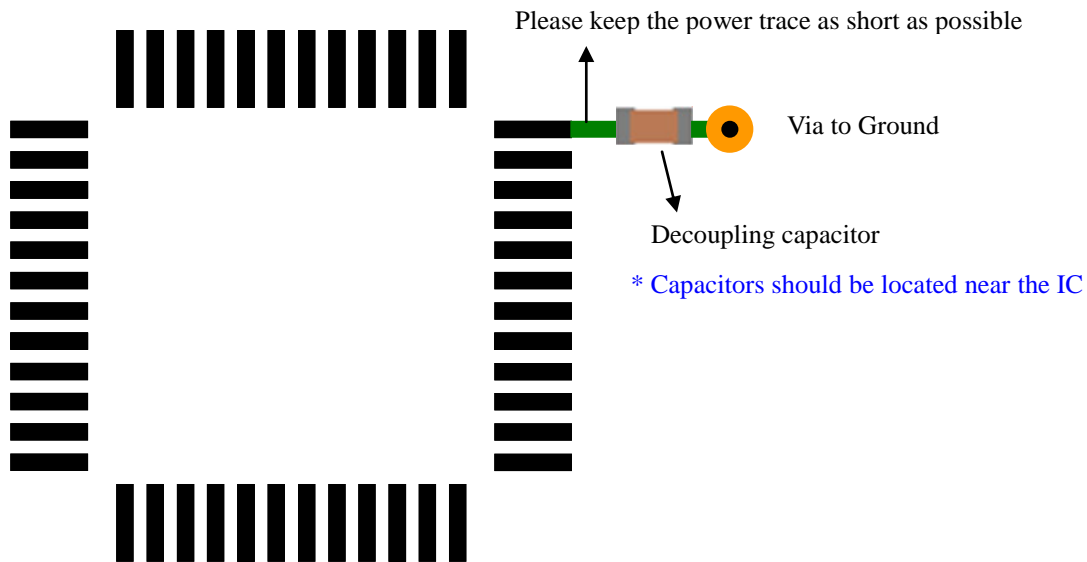 Please keep the power trace as short as possible
Via to Ground
Decoupling capacitor
* Capacitors should be located near the IC